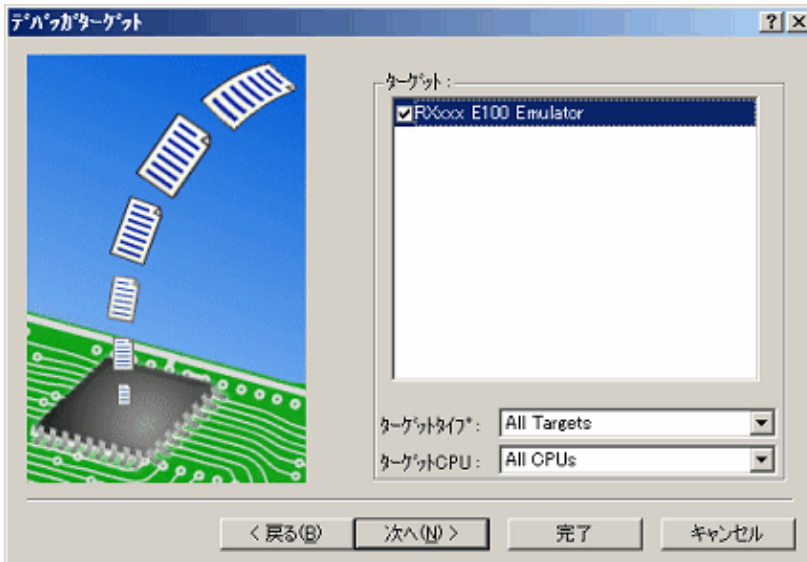 ﾃﾞﾊﾞｯｶﾞﾀｰｹﾞｯﾄ
ﾀｰｹﾞｯﾄ :
RXxxx E100 Emulator
ﾀｰｹﾞｯﾄﾀｲﾌﾟ : All Targets
ﾀｰｹﾞｯﾄCPU : All CPUs
< 戻る(B) 次へ(N) > 完了 キャンセル